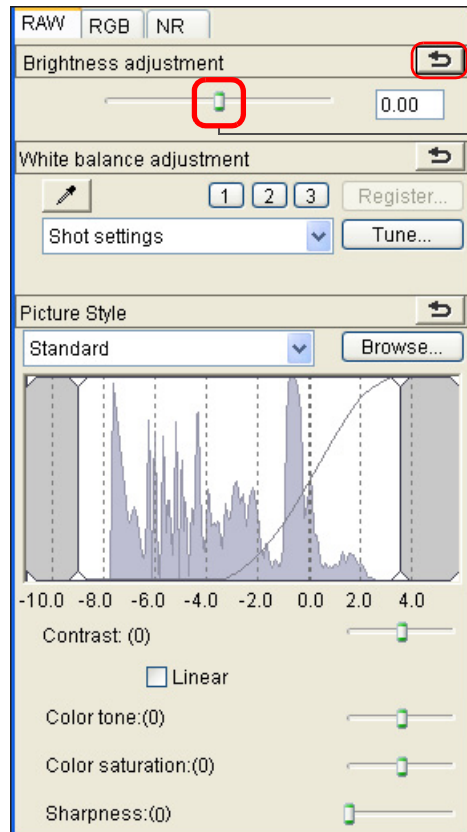 RAW RGB NR
Brightness adjustment
0.00
White balance adjustment
1 2 3 Register...
Shot settings Tune...
Picture Style
Standard Browse...
-10.0 -8.0 -6.0 -4.0 -2.0 0.0 2.0 4.0
Contrast: (0)
Linear
Color tone:(0)
Color saturation:(0)
Sharpness:(0)